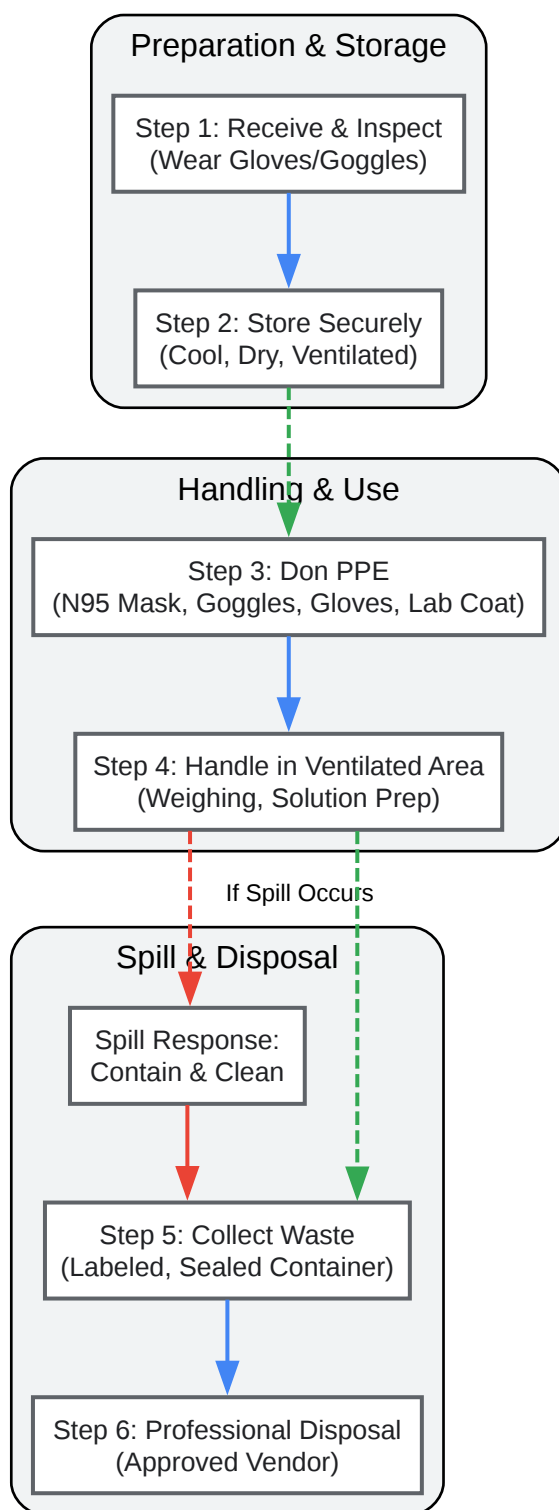 Preparation & Storage
Step 1: Receive & Inspect
(Wear Gloves/Goggles)
Step 2: Store Securely
(Cool, Dry, Ventilated)
Handling & Use
Step 3: Don PPE
(N95 Mask, Goggles, Gloves, Lab Coat)
Step 4: Handle in Ventilated Area
(Weighing, Solution Prep)
If Spill Occurs
Spill & Disposal
Spill Response:
Contain & Clean
Step 5: Collect Waste
(Labeled, Sealed Container)
Step 6: Professional Disposal
(Approved Vendor)